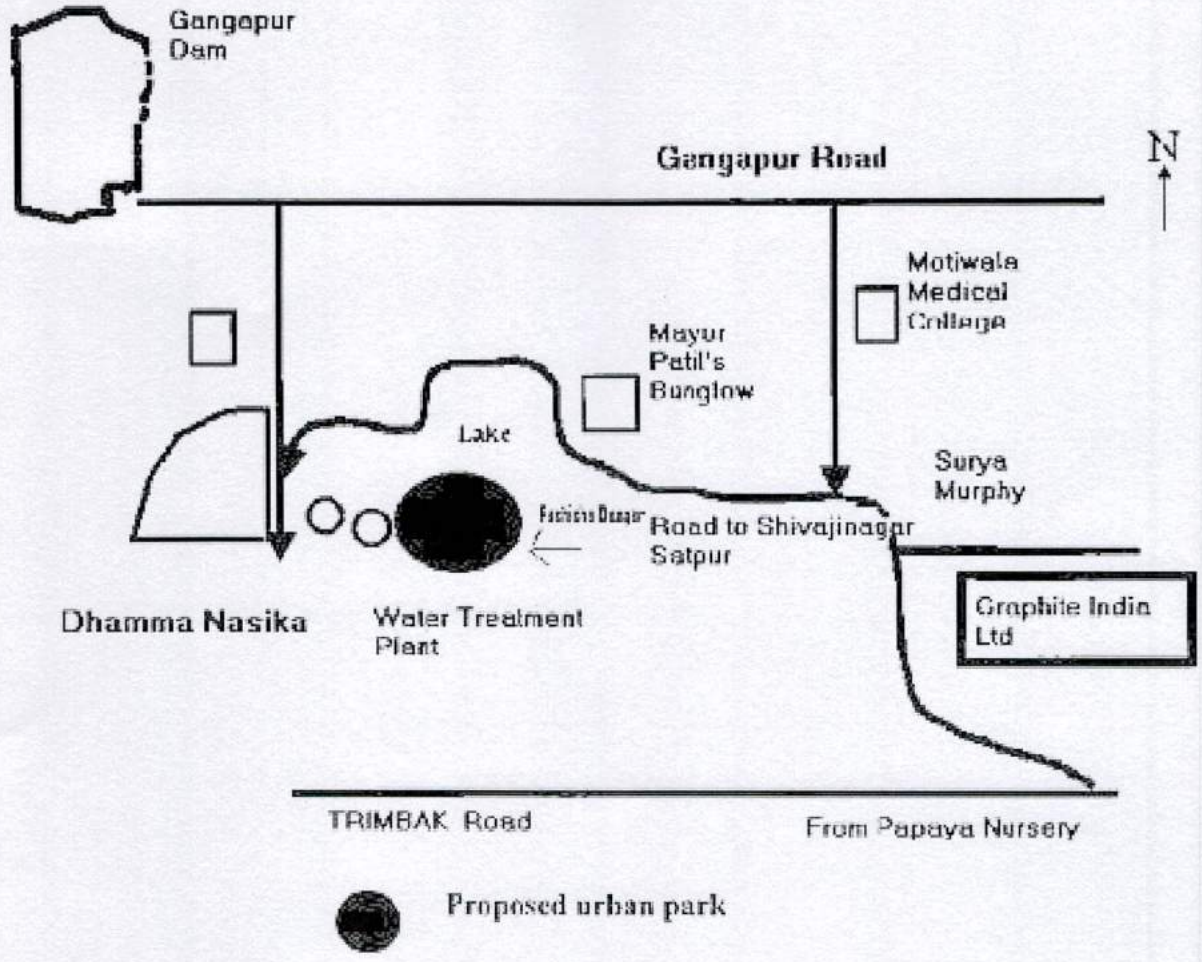 Gangapur
Dam
Gangapur Road
N
Motiwala
Medical
College
Mayur
Patil's
Bunglow
Lake
Surya
Murphy
Road to Shivajinagar
Satpur
Graphite India
Ltd
Dhamma Nasika
Water Treatment
Plant
TRIMBAK Road
From Papaya Nursery
Proposed urban park